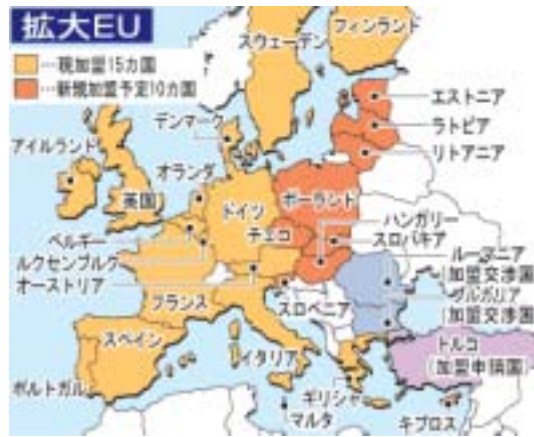 拡大EU
…現加盟15カ国
…新規加盟予定10カ国
フィンランド
スウェーデン
エストニア
デンマーク
ラトビア
アイルランド
リトアニア
オランダ
英国
ポーランド
ドイツ
ハンガリー
スロバキア
チェコ
ベルギー
ルクセンブルク
オーストリア
ルーマニア
(加盟交渉国)
ブルガリア
(加盟交渉国)
フランス
スロベニア
スペイン
イタリア
トルコ
(加盟申請国)
ポルトガル
ギリシャ
マルタ
キプロス